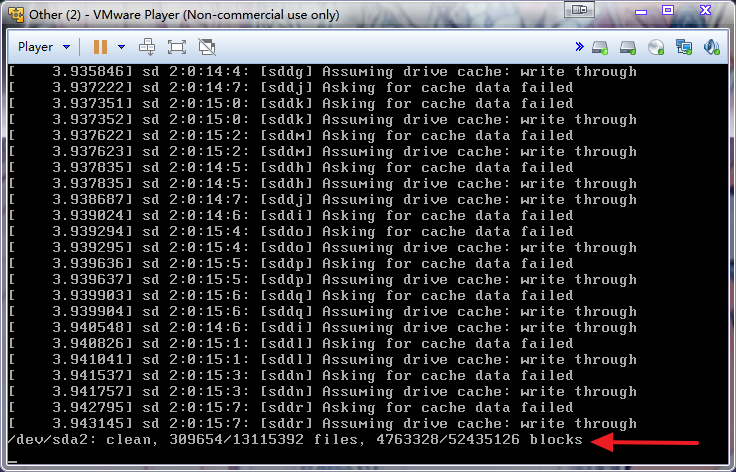 Other (2) - VMware Player (Non-commercial use only)
Player
[    3.935846] sd 2:0:14:4: [sddg] Assuming drive cache: write through
[    3.937222] sd 2:0:14:7: [sddj] Asking for cache data failed
[    3.937351] sd 2:0:15:0: [sddk] Asking for cache data failed
[    3.937352] sd 2:0:15:0: [sddk] Assuming drive cache: write through
[    3.937622] sd 2:0:15:2: [sddm] Asking for cache data failed
[    3.937623] sd 2:0:15:2: [sddm] Assuming drive cache: write through
[    3.937835] sd 2:0:14:5: [sddh] Asking for cache data failed
[    3.937835] sd 2:0:14:5: [sddh] Assuming drive cache: write through
[    3.938687] sd 2:0:14:7: [sddj] Assuming drive cache: write through
[    3.939024] sd 2:0:14:6: [sddi] Asking for cache data failed
[    3.939294] sd 2:0:15:4: [sddo] Asking for cache data failed
[    3.939295] sd 2:0:15:4: [sddo] Assuming drive cache: write through
[    3.939636] sd 2:0:15:5: [sddp] Asking for cache data failed
[    3.939637] sd 2:0:15:5: [sddp] Assuming drive cache: write through
[    3.939903] sd 2:0:15:6: [sddq] Asking for cache data failed
[    3.939904] sd 2:0:15:6: [sddq] Assuming drive cache: write through
[    3.940548] sd 2:0:14:6: [sddi] Assuming drive cache: write through
[    3.940826] sd 2:0:15:1: [sddl] Asking for cache data failed
[    3.941041] sd 2:0:15:1: [sddl] Assuming drive cache: write through
[    3.941537] sd 2:0:15:3: [sddn] Asking for cache data failed
[    3.941757] sd 2:0:15:3: [sddn] Assuming drive cache: write through
[    3.942795] sd 2:0:15:7: [sddr] Asking for cache data failed
[    3.943145] sd 2:0:15:7: [sddr] Assuming drive cache: write through
/dev/sda2: clean, 309654/13115392 files, 4763328/52435126 blocks